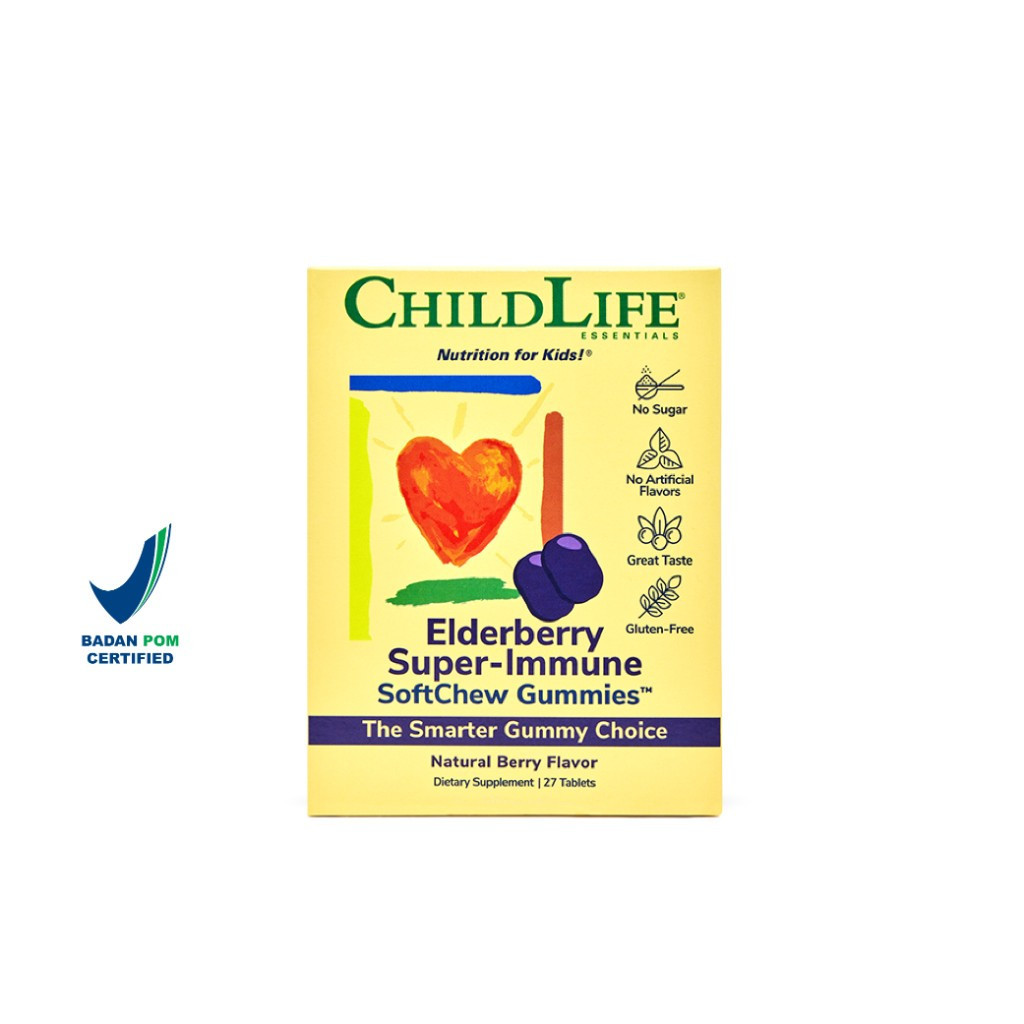 CHILDLIFE®
ESSENTIALS
Nutrition for Kids!®
No Sugar
No Artificial
Flavors
Great Taste
Gluten-Free
BADAN POM
CERTIFIED
Elderberry
Super-Immune
SoftChew Gummies™
The Smarter Gummy Choice
Natural Berry Flavor
Dietary Supplement | 27 Tablets